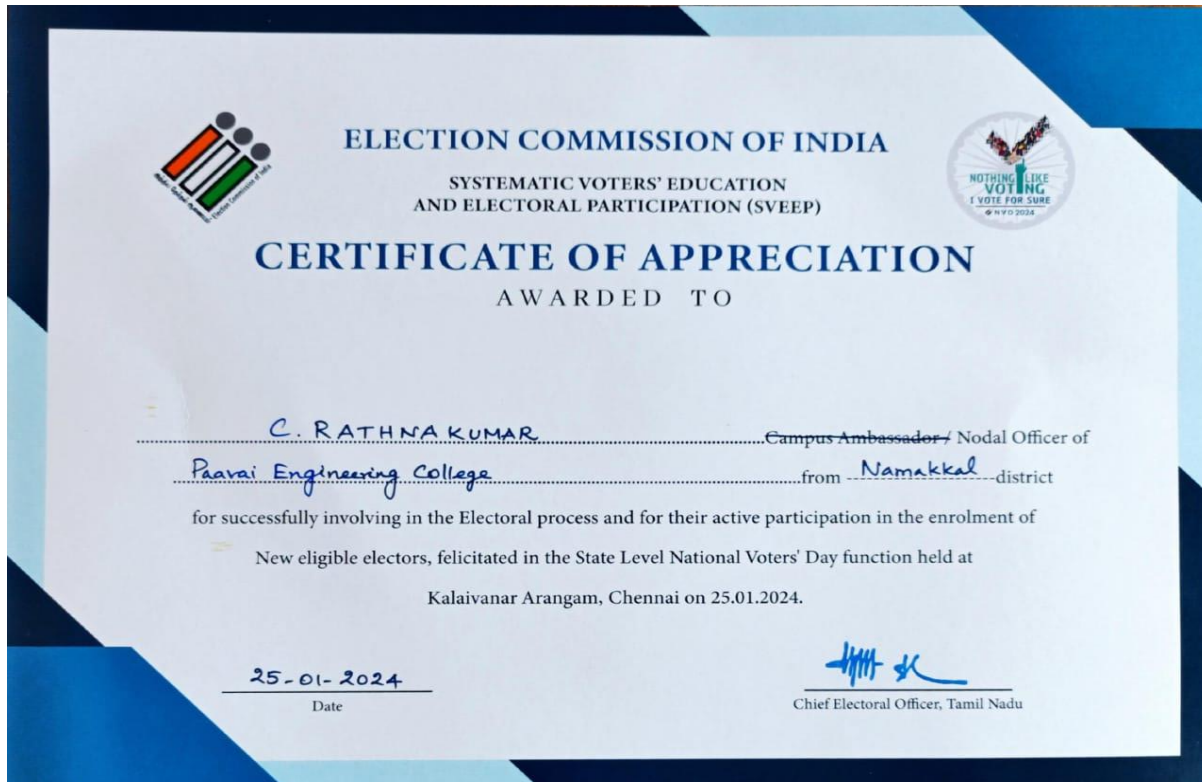 ELECTION COMMISSION OF INDIA
SYSTEMATIC VOTERS' EDUCATION
AND ELECTORAL PARTICIPATION (SVEEP)
NOTHING LIKE
VOTING
I VOTE FOR SURE
NVD 2024
CERTIFICATE OF APPRECIATION
AWARDED TO
C. RATHNA KUMAR Campus Ambassador / Nodal Officer of
Paavai Engineering College from Namakkal district
for successfully involving in the Electoral process and for their active participation in the enrolment of
New eligible electors, felicitated in the State Level National Voters' Day function held at
Kalaivanar Arangam, Chennai on 25.01.2024.
25-01-2024
Date
Chief Electoral Officer, Tamil Nadu